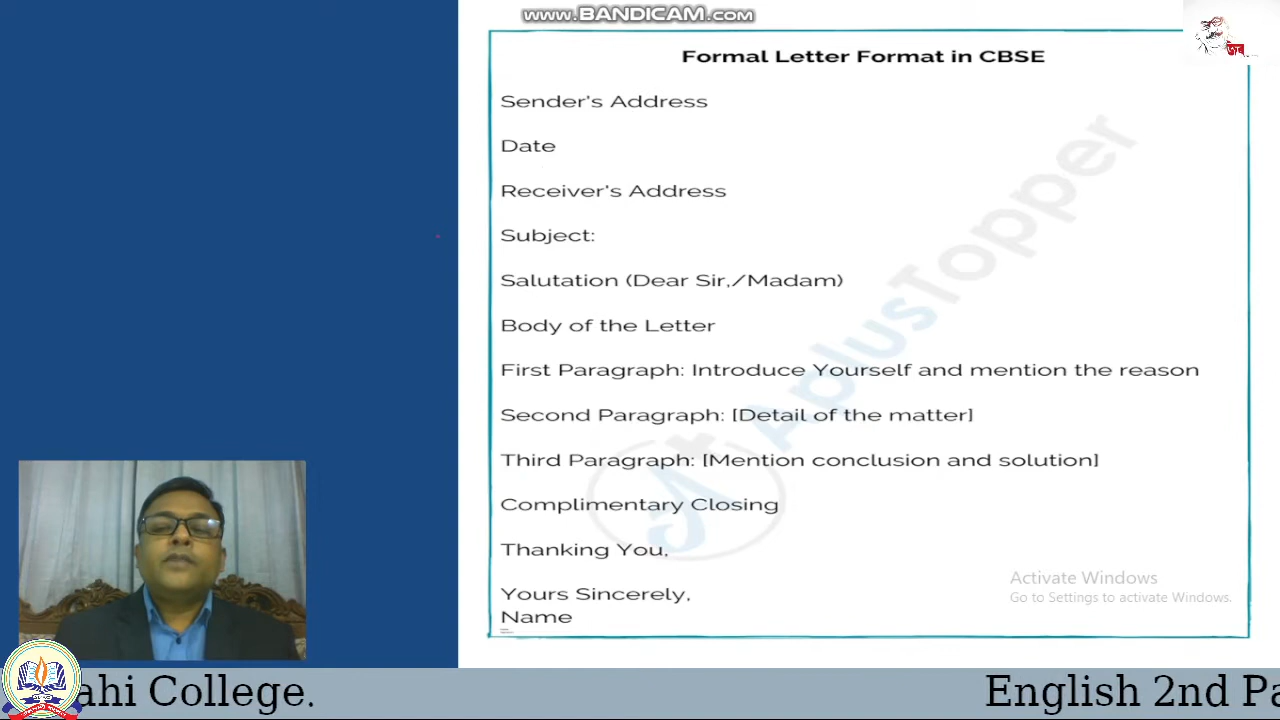 www.BANDICAM.com
Formal Letter Format in CBSE
Sender's Address
Date
Receiver's Address
Subject:
Salutation (Dear Sir,/Madam)
Body of the Letter
First Paragraph: Introduce Yourself and mention the reason
Second Paragraph: [Detail of the matter]
Third Paragraph: [Mention conclusion and solution]
Complimentary Closing
Thanking You,
Yours Sincerely,
Name
AplusTopper
Activate Windows
Go to Settings to activate Windows.
ahi College.
English 2nd Pa